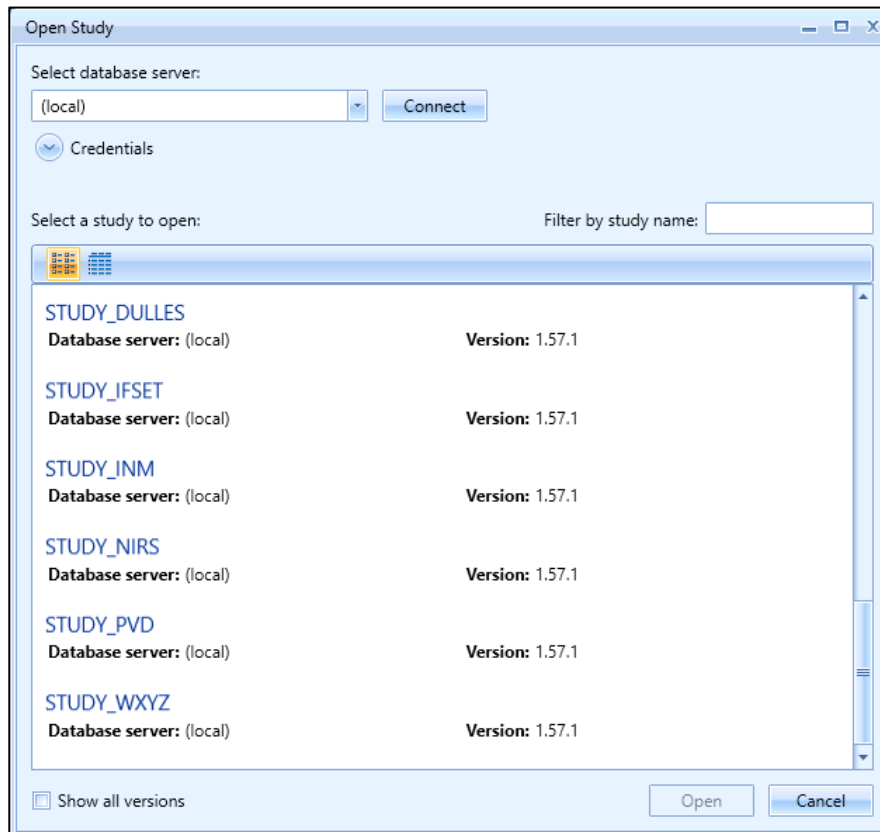 Open Study
Select database server:
(local) Connect
Credentials
Select a study to open: Filter by study name:
STUDY_DULLES
Database server: (local) Version: 1.57.1
STUDY_IFSET
Database server: (local) Version: 1.57.1
STUDY_INM
Database server: (local) Version: 1.57.1
STUDY_NIRS
Database server: (local) Version: 1.57.1
STUDY_PVD
Database server: (local) Version: 1.57.1
STUDY_WXYZ
Database server: (local) Version: 1.57.1
Show all versions Open Cancel